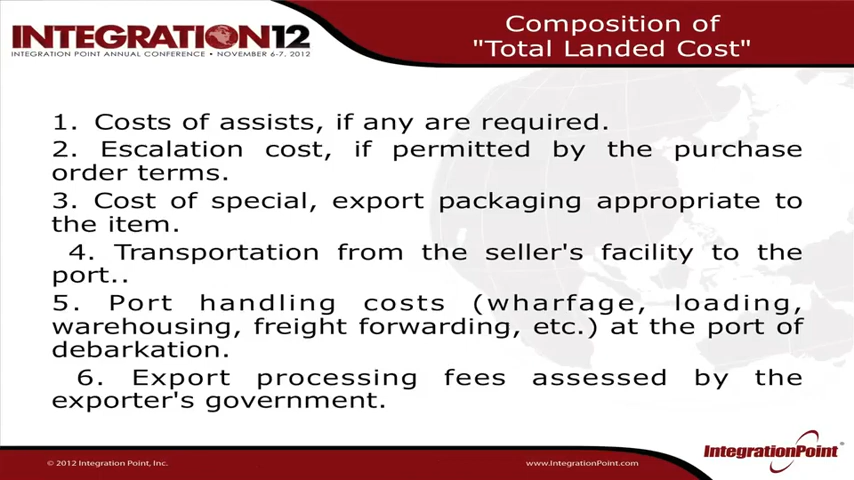 INTEGRATION12
INTEGRATION POINT ANNUAL CONFERENCE • NOVEMBER 6-7, 2012
Composition of
"Total Landed Cost"
1. Costs of assists, if any are required.
2. Escalation cost, if permitted by the purchase
order terms.
3. Cost of special, export packaging appropriate to
the item.
4. Transportation from the seller's facility to the
port..
5. Port handling costs (wharfage, loading,
warehousing, freight forwarding, etc.) at the port of
debarkation.
6. Export processing fees assessed by the
exporter's government.
© 2012 Integration Point, Inc.
www.IntegrationPoint.com
IntegrationPoint®